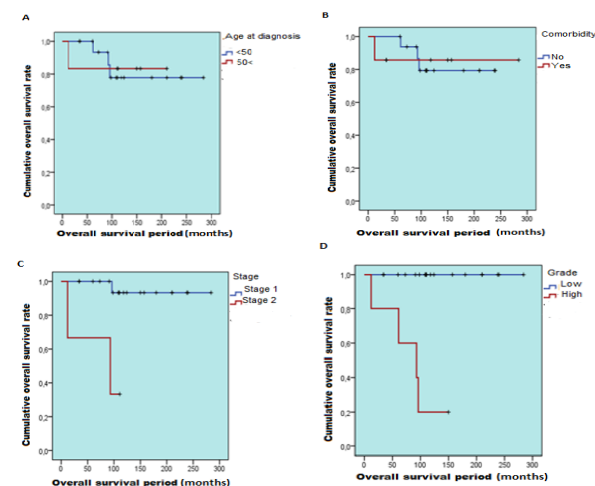 A
Age at diagnosis
<50
50<
1,0
0,8
0,6
0,4
0,2
0,0
0
50
100
150
200
250
300
Cumulative overall survival rate
Overall survival period (months)
B
Comorbidity
No
Yes
1,0
0,8
0,6
0,4
0,2
0,0
0
50
100
150
200
250
300
Cumulative overall survival rate
Overall survival period (months)
C
Stage
Stage 1
Stage 2
1,0
0,8
0,6
0,4
0,2
0,0
0
50
100
150
200
250
300
Cumulative overall survival rate
Overall survival period (months)
D
Grade
Low
High
1,0
0,8
0,6
0,4
0,2
0,0
0
50
100
150
200
250
300
Cumulative overall survival rate
Overall survival period (months)